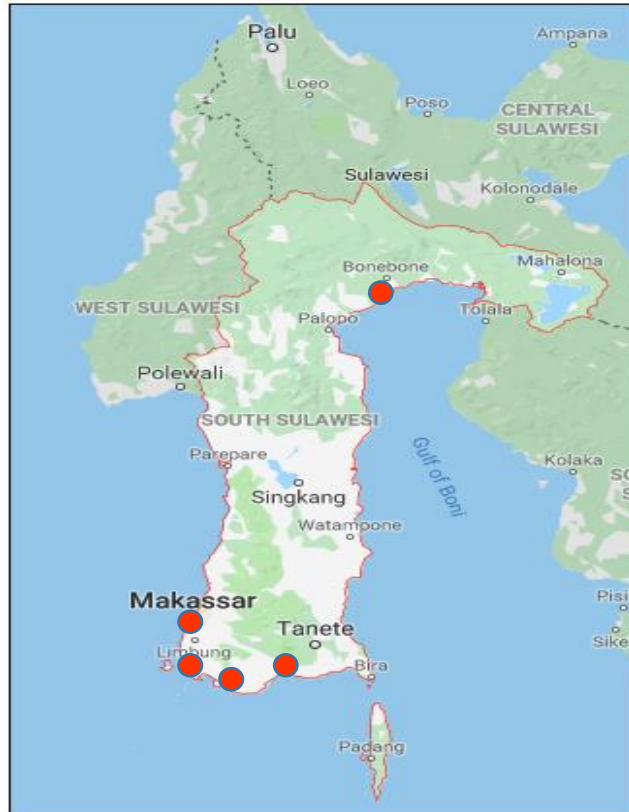 Palu
Ampana
Loeo
Poso
CENTRAL
SULAWESI
Sulawesi
Kolonodale
Bonebone
Mahalona
WEST SULAWESI
Tolala
Palopo
Polewali
SOUTH SULAWESI
Gulf of Boni
Parepare
Kolaka
Singkang
SO
S
Watampone
Makassar
Pisi
Tanete
Sike
Limbung
Bira
Padang